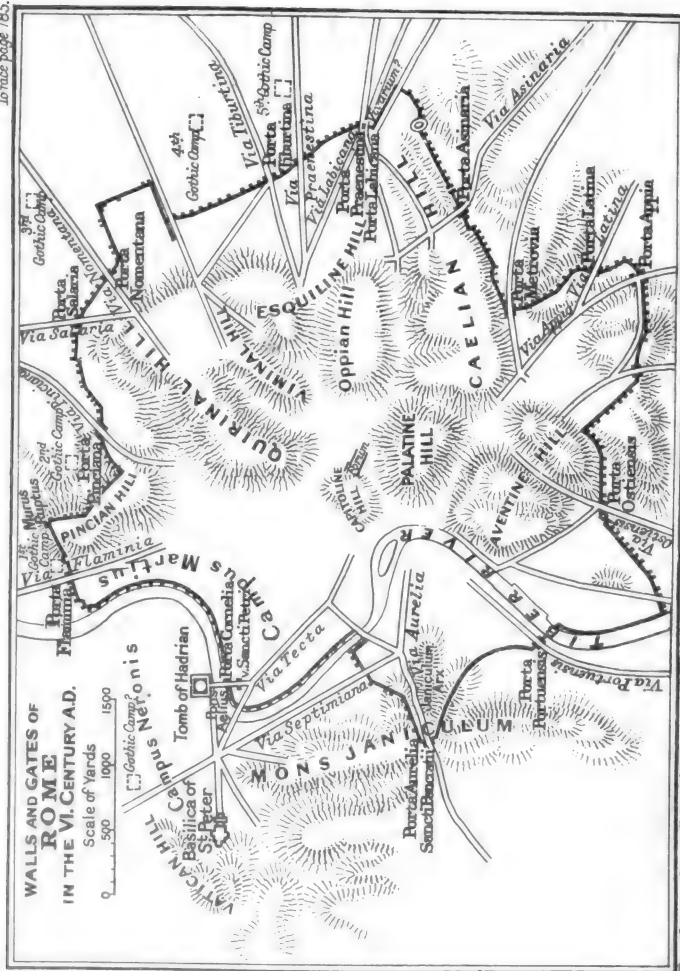 To face page 185.
WALLS AND GATES OF
ROME
IN THE VI. CENTURY A.D.
Scale of Yards
0 500 1000 1500
Gothic Camp?
Campus Neronis
VATICAN HILL
Basilica of
St. Peter
Tomb of Hadrian
Pons
Aelius
Porta Cornelia
v. Sancti Petri
Campus Martius
Via Tecta
Via Septimiana
MONS JANICULUM
Janiculum
Arx
Via Aurelia
Porta Aurelia
Sancti Pancratii
Porta
Portuensis
Via Portuensis
TIBER RIVER
Via Flaminia
Porta
Flaminia
1st
Gothic
Camp
Murus
Ruptus
2nd
Gothic Camp
PINCIAN HILL
Porta
Pinciana
Via Pinciana
Via Salaria
Porta
Salaria
3rd
Gothic Camp
Via Nomentana
Porta
Nomentana
4th
Gothic Camp
Via Tiburtina
5th Gothic Camp
Porta
Tiburtina
Via
Praenestina
Via Labicana
Porta
Praenestina
Porta Labicana
Vivarium?
QUIRINAL HILL
VIMINAL HILL
ESQUILINE HILL
Oppian Hill
CAPITOLINE
HILL
Forum
PALATINE
HILL
CAELIAN HILL
AVENTINE HILL
Porta Asinaria
Via Asinaria
Porta
Metrovia
Porta Latina
Via Latina
Via Appia
Porta Appia
Porta
Ostiensis
Via
Ostiensis